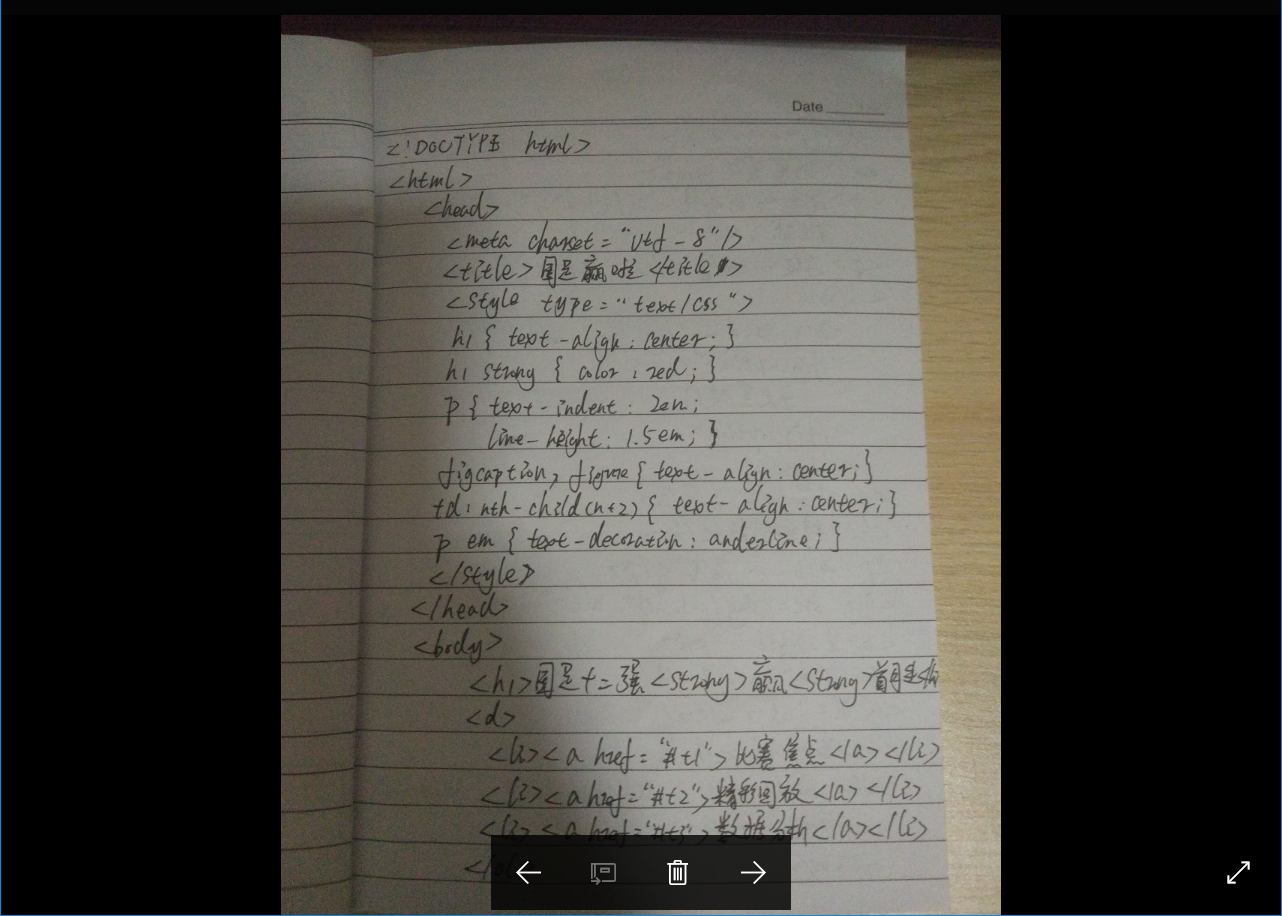 Date
<!DOCTYPE html>
<html>
<head>
<meta charset="utf-8"/>
<title>国足赢啦</title>
<style type="text/css">
h1 { text-align: center; }
h1 strong { color: red; }
p { text-indent: 2em;
line-height: 1.5em; }
figcaption, figure { text-align: center; }
td:nth-child(n+2) { text-align: center; }
p em { text-decoration: underline; }
</style>
</head>
<body>
<h1>国足十二强<strong>赢<strong>首
<ol>
<li><a href="#t1">比赛焦点</a></li>
<li><a href="#t2">精彩回放</a></li>
<li><a href="#t3">数据分析</a></li>